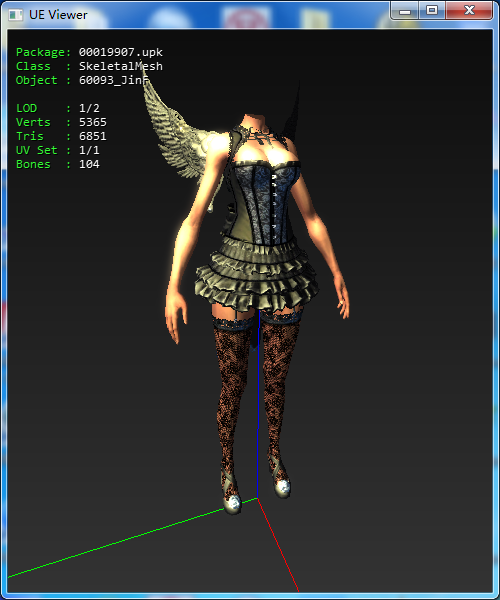 UE Viewer
Package: 00019907.upk
Class : SkeletalMesh
Object : 60093_JinF
LOD : 1/2
Verts : 5365
Tris : 6851
UV Set : 1/1
Bones : 104